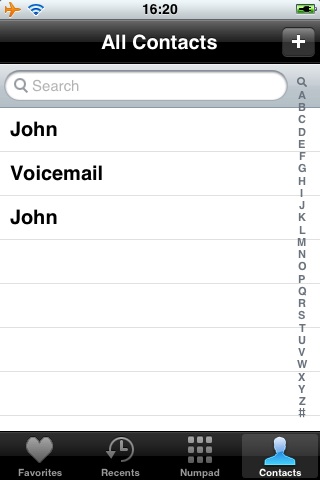 16:20
All Contacts
+
Search
John
Voicemail
John
A
B
C
D
E
F
G
H
I
J
K
L
M
N
O
P
Q
R
S
T
U
V
W
X
Y
Z
#
Favorites
Recents
Numpad
Contacts